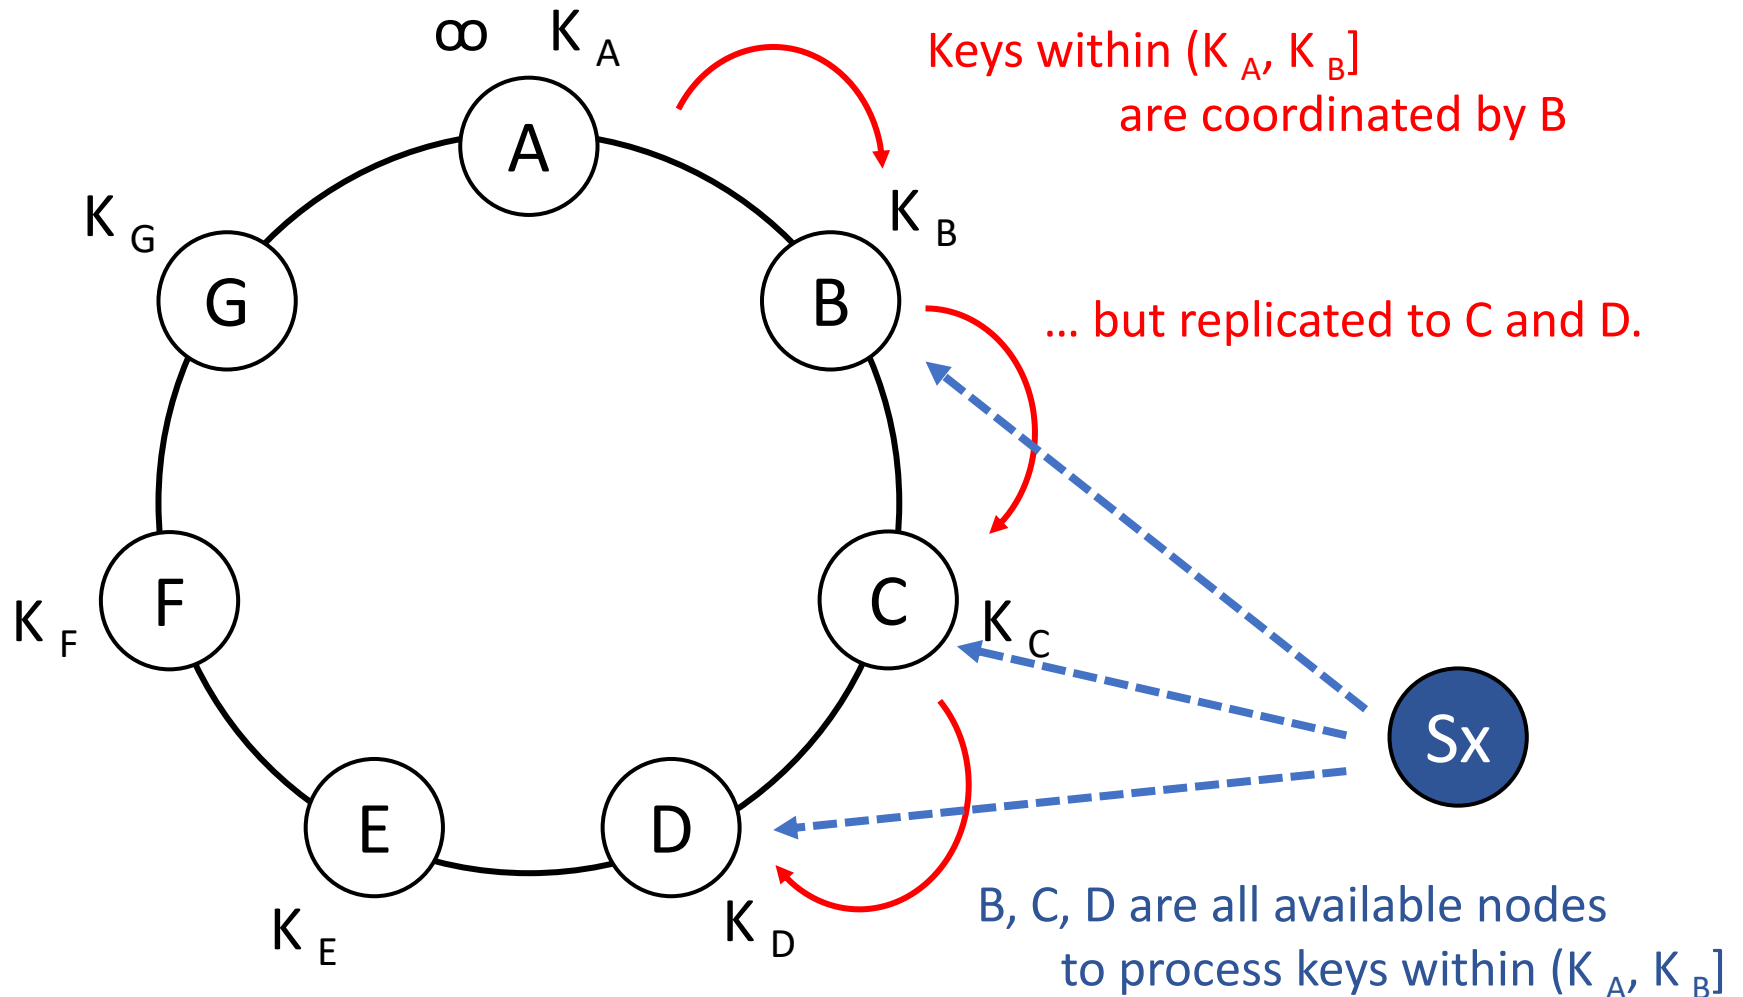 ∞ K A
Keys within (K A, K B]
are coordinated by B
A
K G
K B
G
B
... but replicated to C and D.
F
C
K F
K C
Sx
E
D
K E
K D
B, C, D are all available nodes
to process keys within (K A, K B]